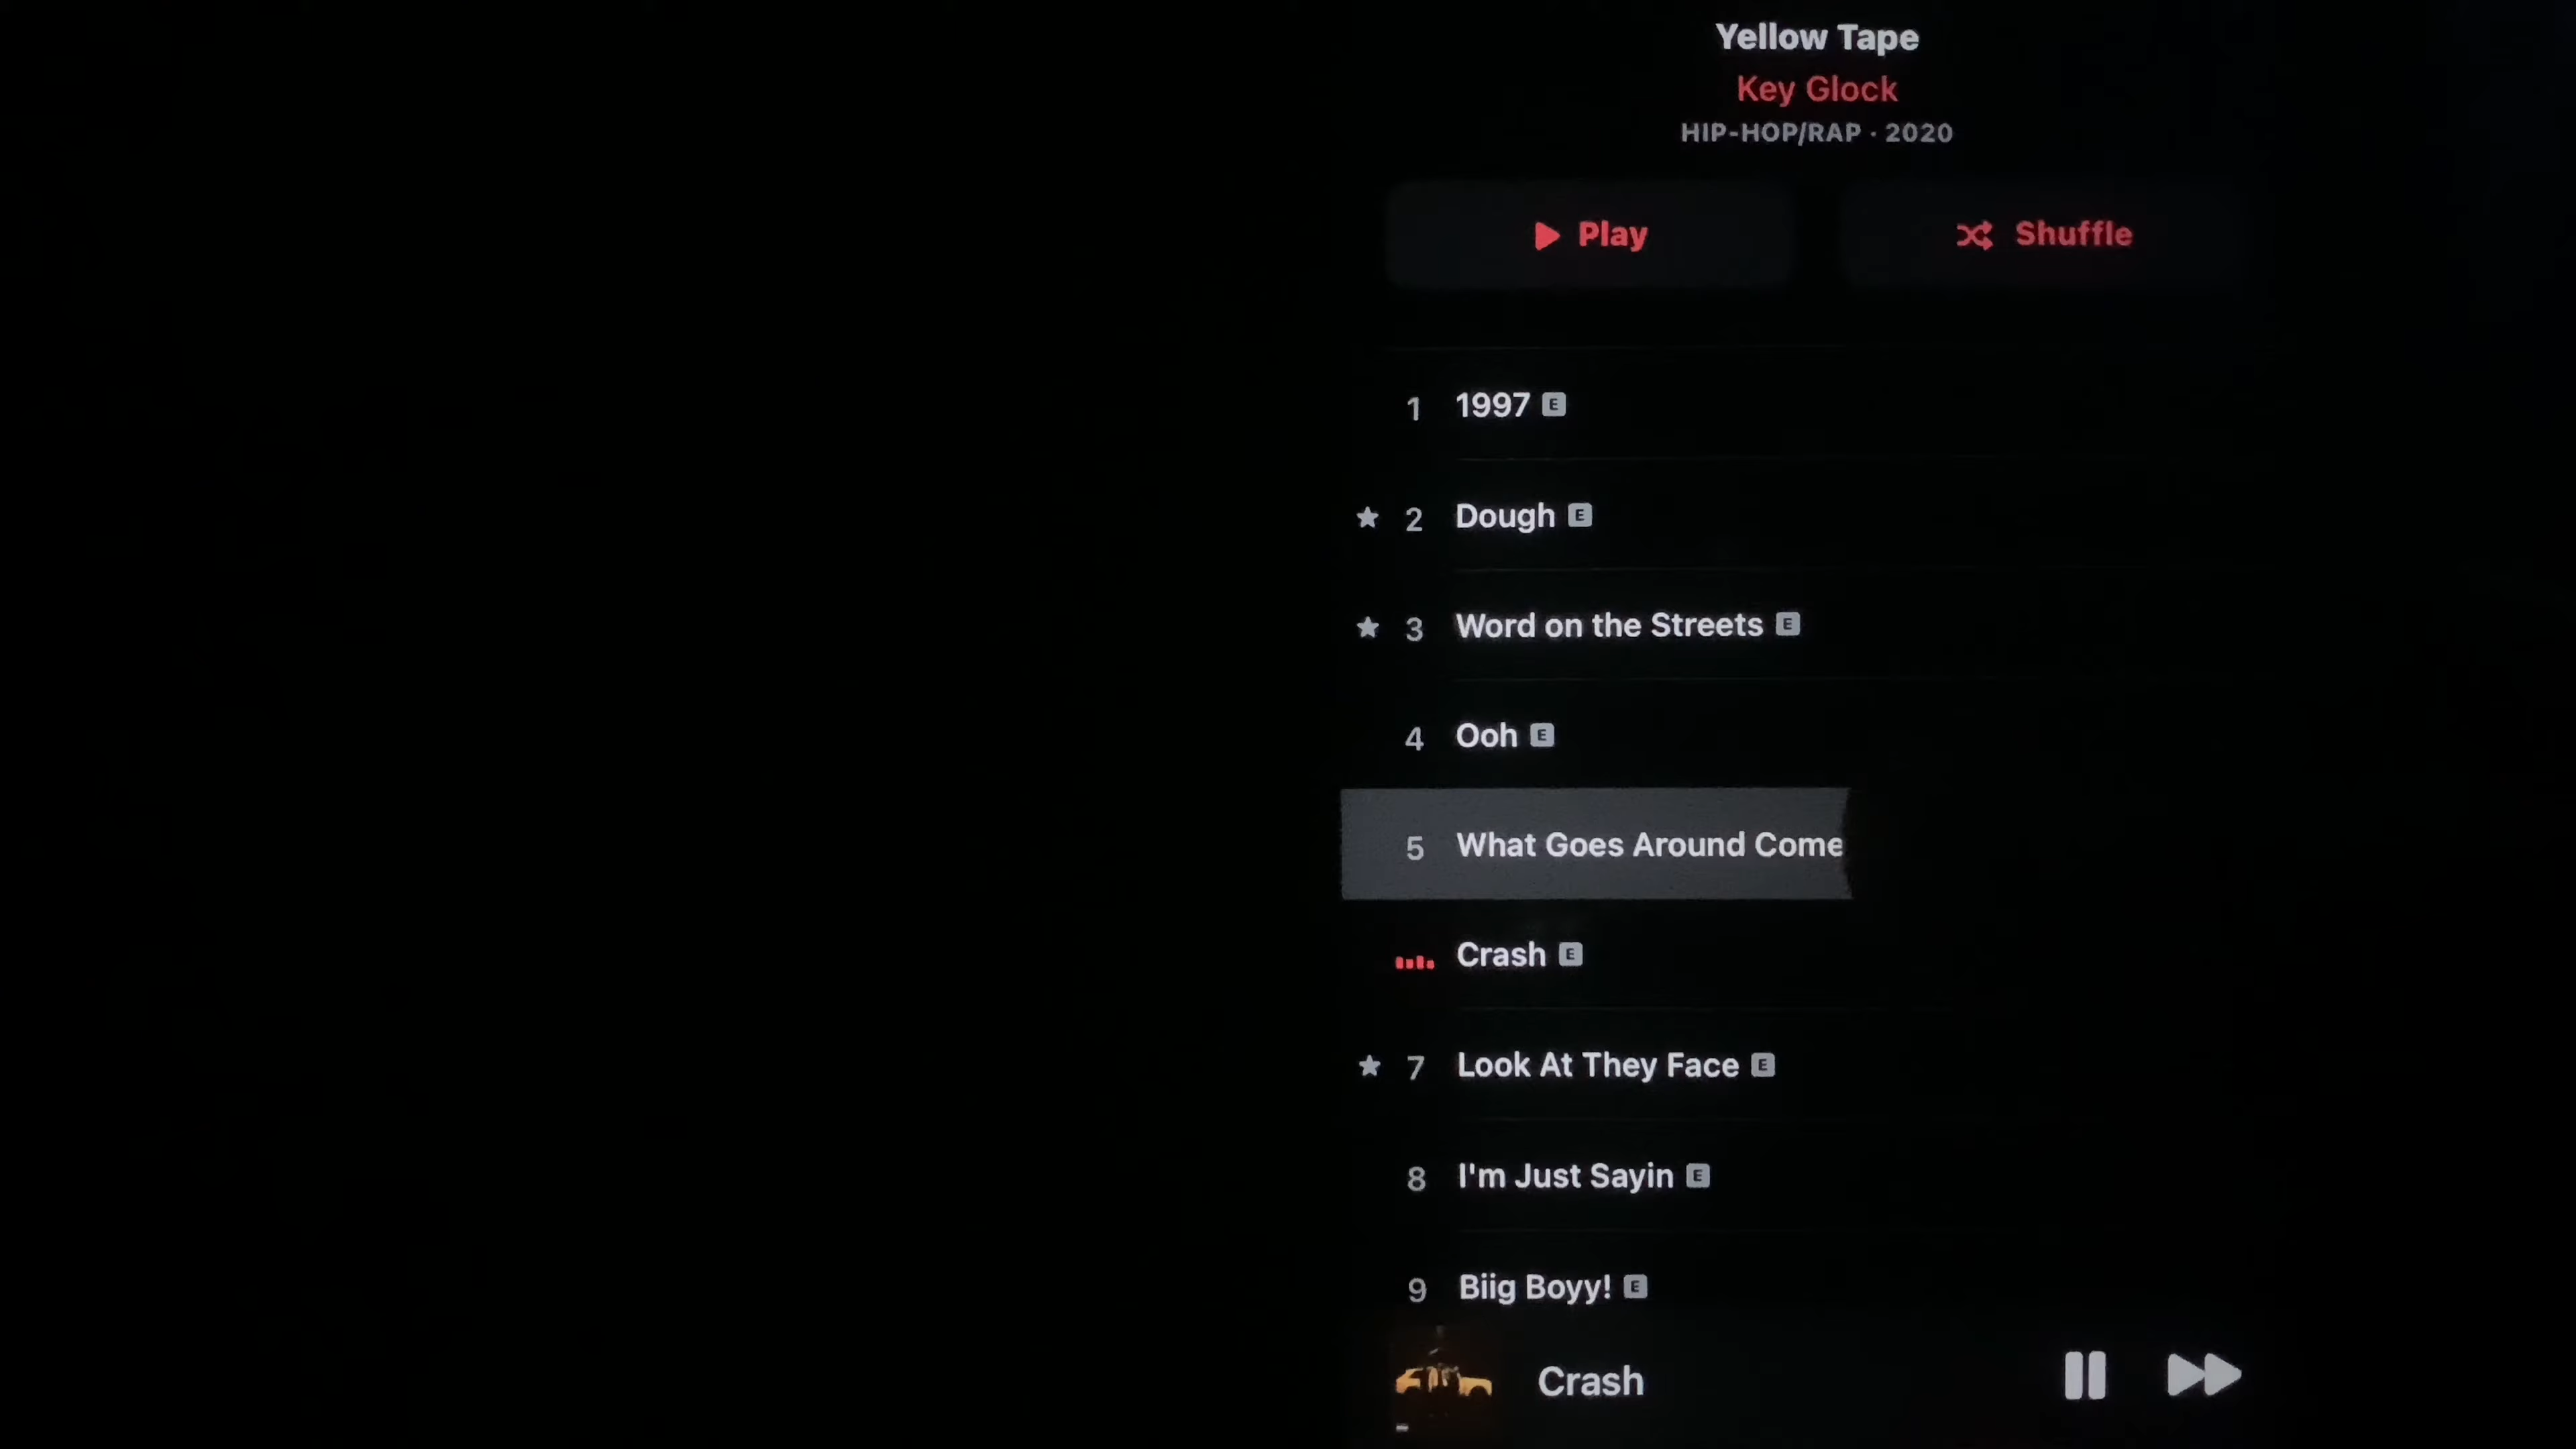 Yellow Tape
Key Glock
HIP-HOP/RAP · 2020
Play
Shuffle
1 1997 E
2 Dough E
3 Word on the Streets E
4 Ooh E
5 What Goes Around Come
Crash E
7 Look At They Face E
8 I'm Just Sayin E
9 Biig Boyy! E
Crash